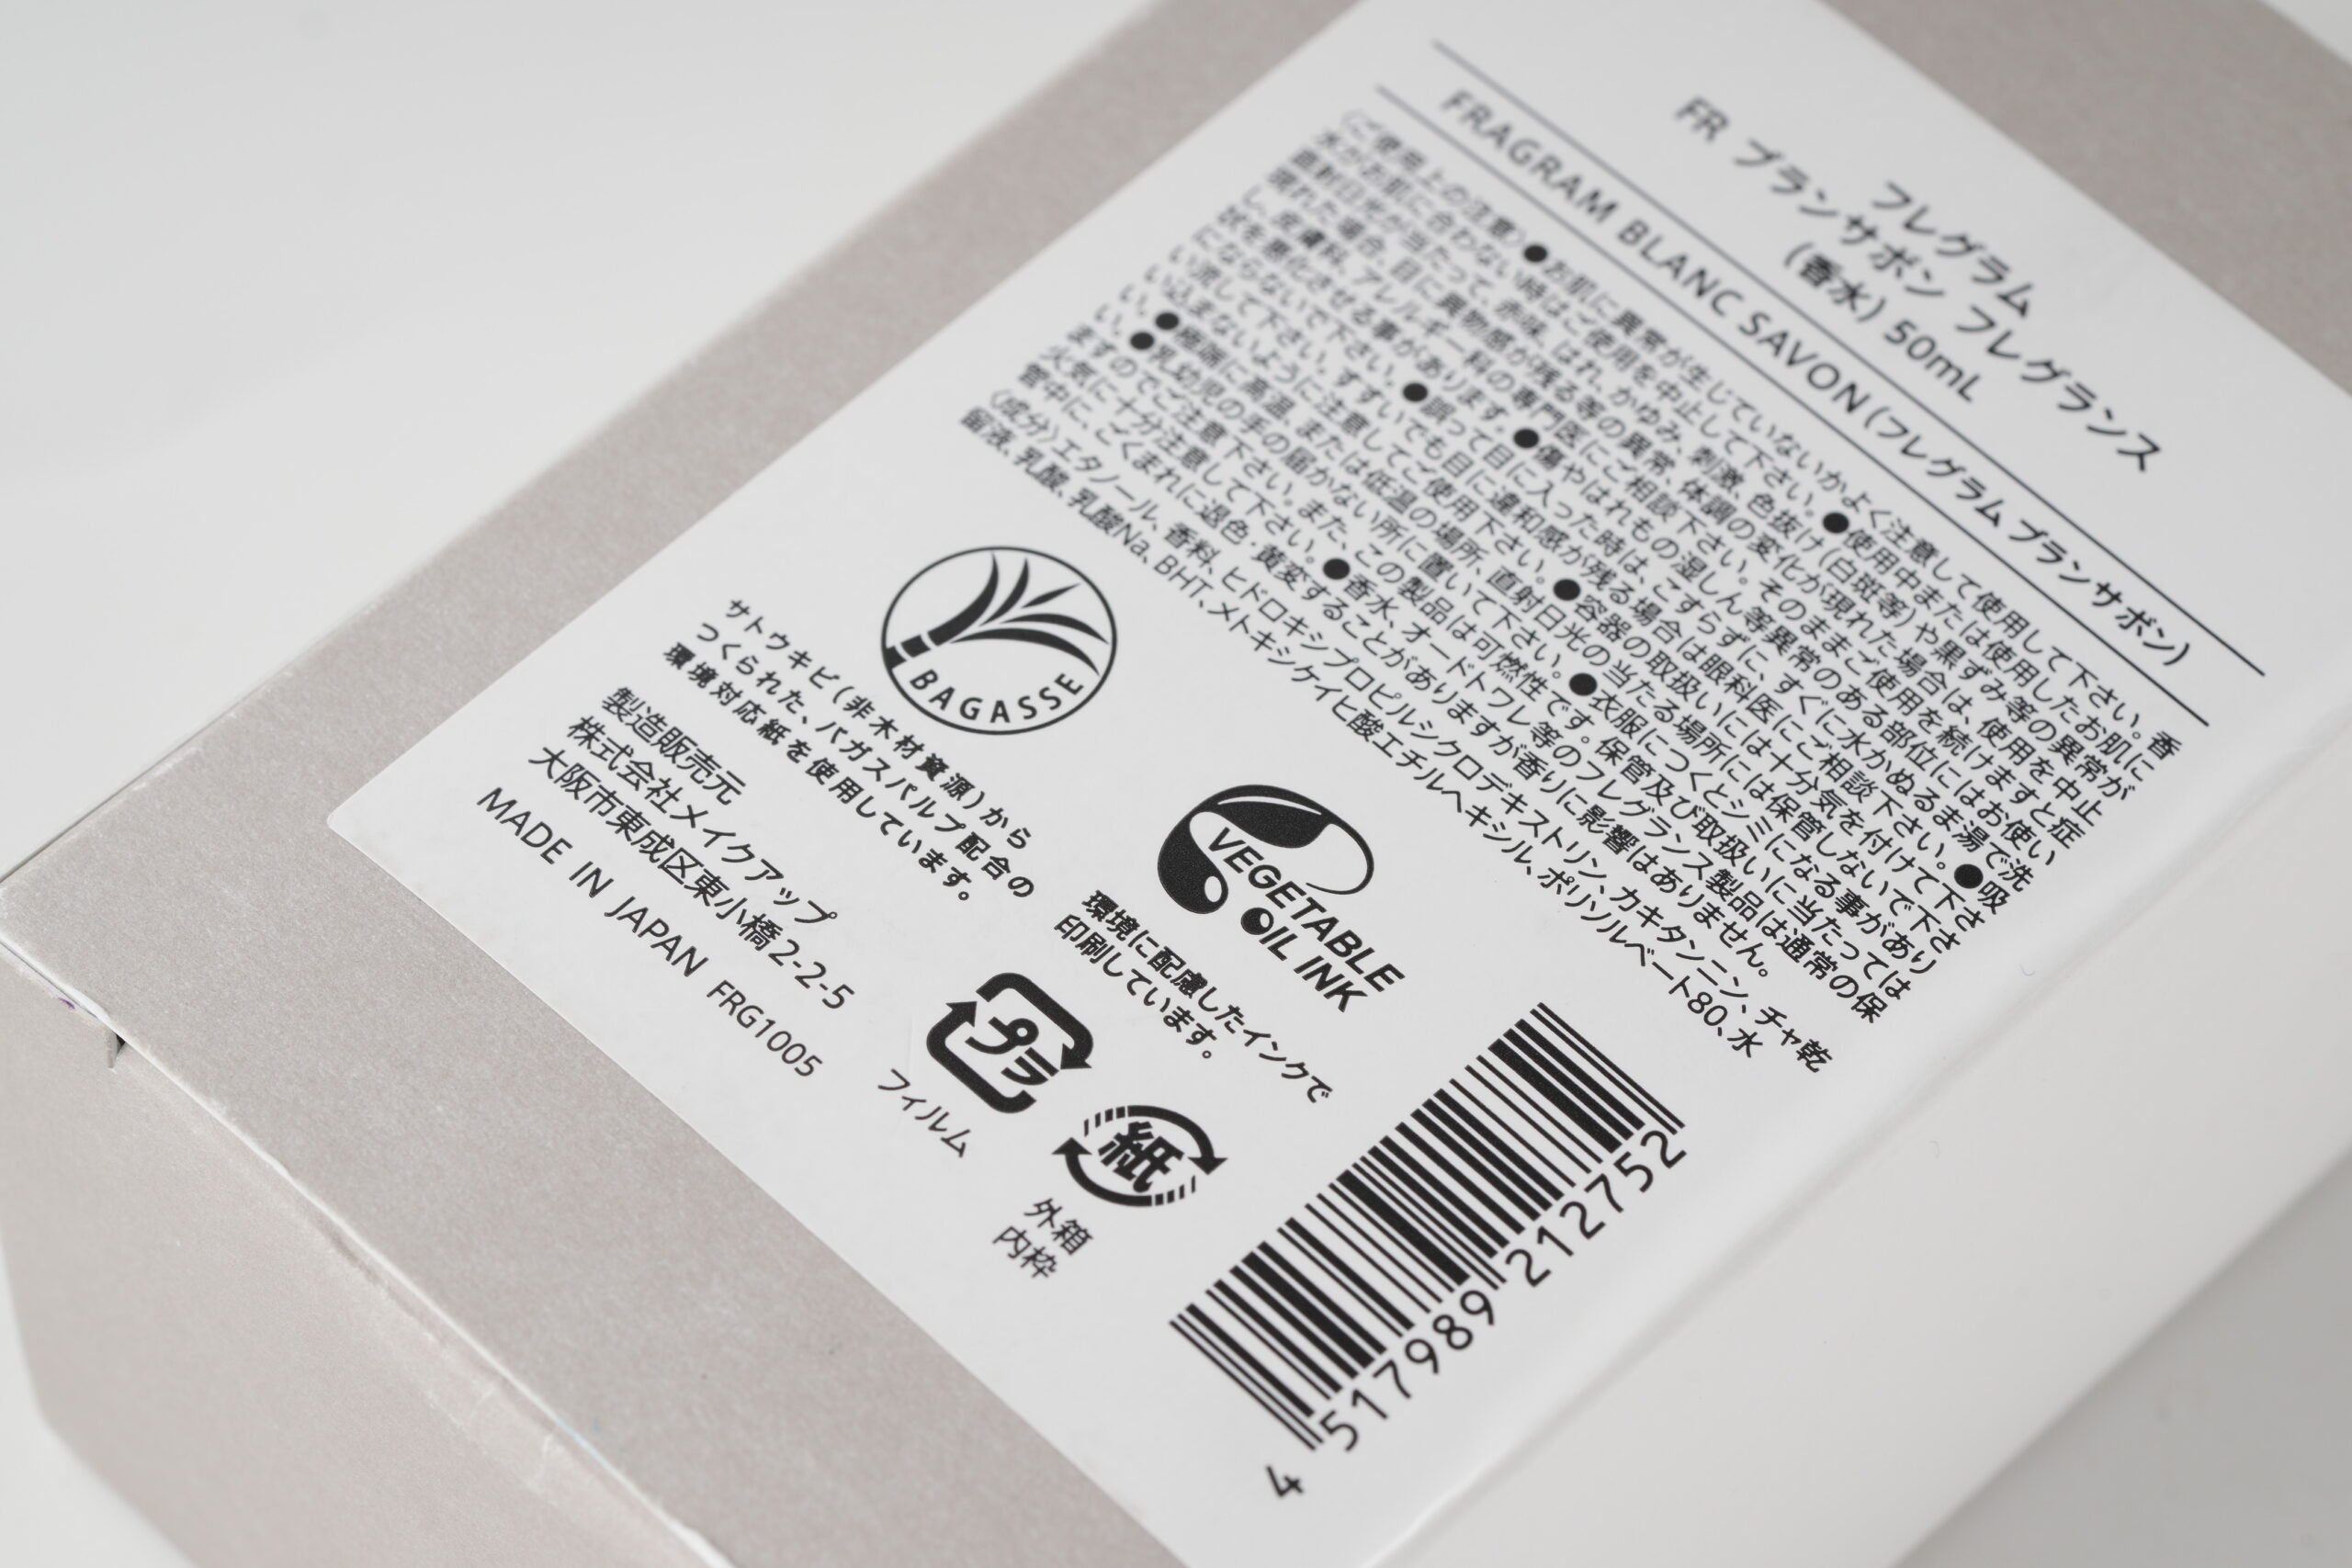 フレグラム
FR ブランサボン フレグランス
(香水) 50mL
FRAGRAM BLANC SAVON(フレグラム ブランサボン)
〈ご使用上の注意〉●お肌に異常が生じていないかよく注意して使用して下さい。香
水がお肌に合わない時はご使用を中止して下さい。●使用中または使用したお肌に
直射日光が当たって、赤味、はれ、かゆみ、刺激、色抜け(白斑等)や黒ずみ等の異常が
現れた場合、目に異物感が残る等の異常、体調の変化が現れた場合は、使用を中止
し、皮膚科、アレルギー科の専門医にご相談下さい。そのままご使用を続けますと症
状を悪化させる事があります。●傷やはれもの湿しん等異常のある部位にはお使い
にならないで下さい。●誤って目に入った時は、こすらずに、すぐに水かぬるま湯で洗
い流して下さい。すすいでも目に違和感が残る場合は眼科医にご相談下さい。●吸
い込まないように注意してご使用下さい。●容器の取扱いには十分気を付けて下さ
い。●極端に高温、または低温の場所、直射日光の当たる場所には保管しないで下さ
い。●乳幼児の手の届かない所に置いて下さい。●衣服につくとシミになる事があり
ますのでご注意下さい。また、この製品は可燃性です。保管及び取扱いに当たっては
火気に十分注意して下さい。●香水、オードトワレ等のフレグランス製品は通常の保
管中に、ごくまれに退色・黄変することがありますが香りに影響はありません。
〈成分〉エタノール、香料、ヒドロキシプロピルシクロデキストリン、カキタンニン、チャ乾
留液、乳酸、乳酸Na、BHT、メトキシケイヒ酸エチルヘキシル、ポリソルベート80、水
BAGASSE
サトウキビ(非木材資源)から
つくられた、バガスパルプ配合の
環境対応紙を使用しています。
VEGETABLE
OIL INK
環境に配慮したインクで
印刷しています。
製造販売元
株式会社メイクアップ
大阪市東成区東小橋2-2-5
MADE IN JAPAN FRG1005
プラ
フィルム
紙
外箱
内枠
4 517989 212752